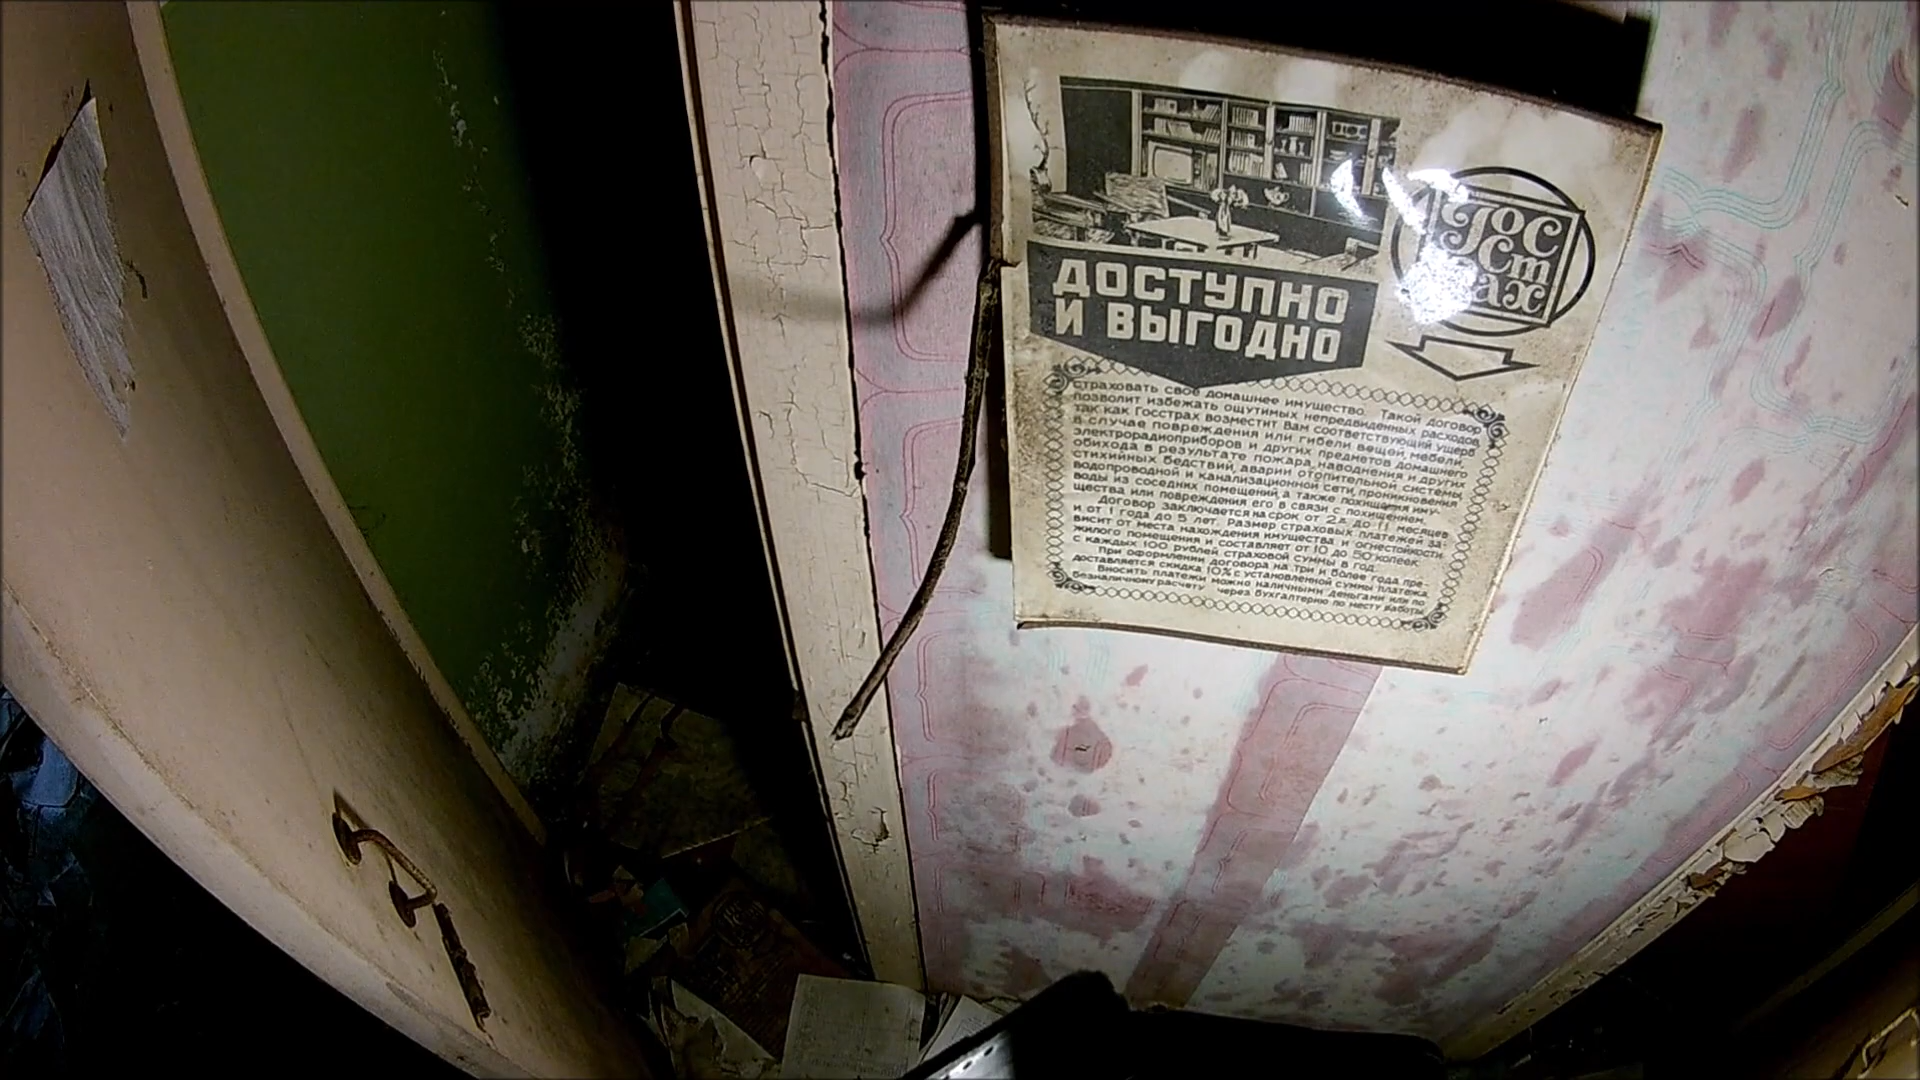 Гос
Ст
рах
ДОСТУПНО
И ВЫГОДНО
страховать свое домашнее имущество. Такой договор
позволит избежать ощутимых непредвиденных расходов,
так как Госстрах возместит Вам соответствующий ущерб
в случае повреждения или гибели вещей, мебели,
электрорадиоприборов и других предметов домашнего
обихода в результате пожара, наводнения и других
стихийных бедствий, аварии отопительной системы,
водопроводной и канализационной сети, проникновения
воды из соседних помещений, а также похищения иму-
щества или повреждения его в связи с похищением.
Договор заключается на срок от 2х до 11 месяцев
и от 1 года до 5 лет. Размер страховых платежей за-
висит от места нахождения имущества и огнестойкости
жилого помещения и составляет от 10 до 50 копеек
с каждых 100 рублей страховой суммы в год.
При оформлении договора на три и более года пре-
доставляется скидка 10% с установленной суммы платежа.
Вносить платежи можно наличными деньгами или по
безналичному расчету через бухгалтерию по месту работы